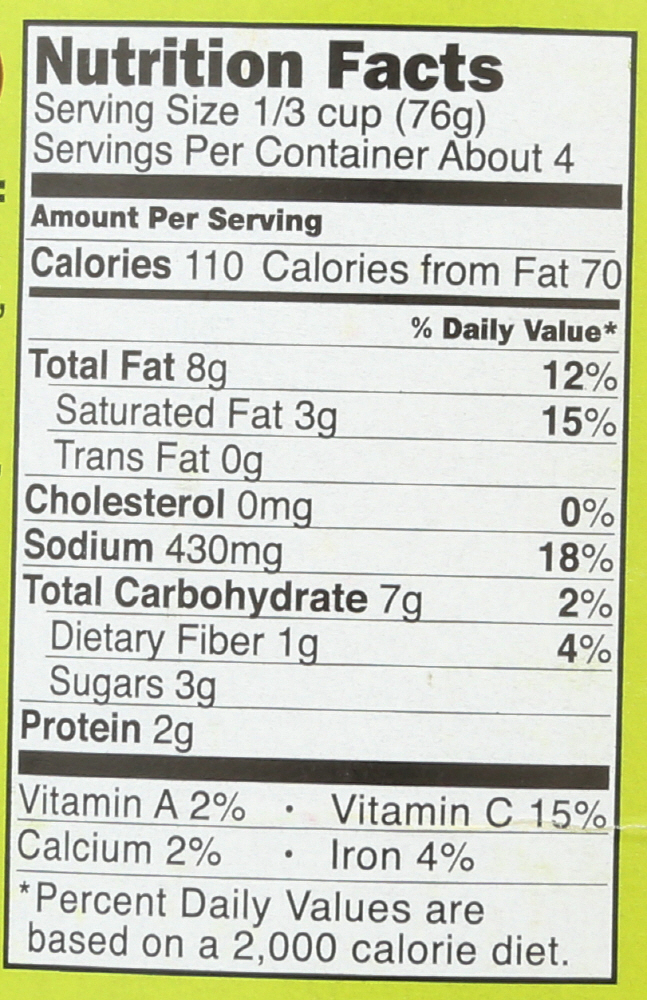 Nutrition Facts
Serving Size 1/3 cup (76g)
Servings Per Container About 4
Amount Per Serving
Calories 110 Calories from Fat 70
% Daily Value*
Total Fat 8g 12%
Saturated Fat 3g 15%
Trans Fat 0g
Cholesterol 0mg 0%
Sodium 430mg 18%
Total Carbohydrate 7g 2%
Dietary Fiber 1g 4%
Sugars 3g
Protein 2g
Vitamin A 2% • Vitamin C 15%
Calcium 2% • Iron 4%
*Percent Daily Values are
based on a 2,000 calorie diet.